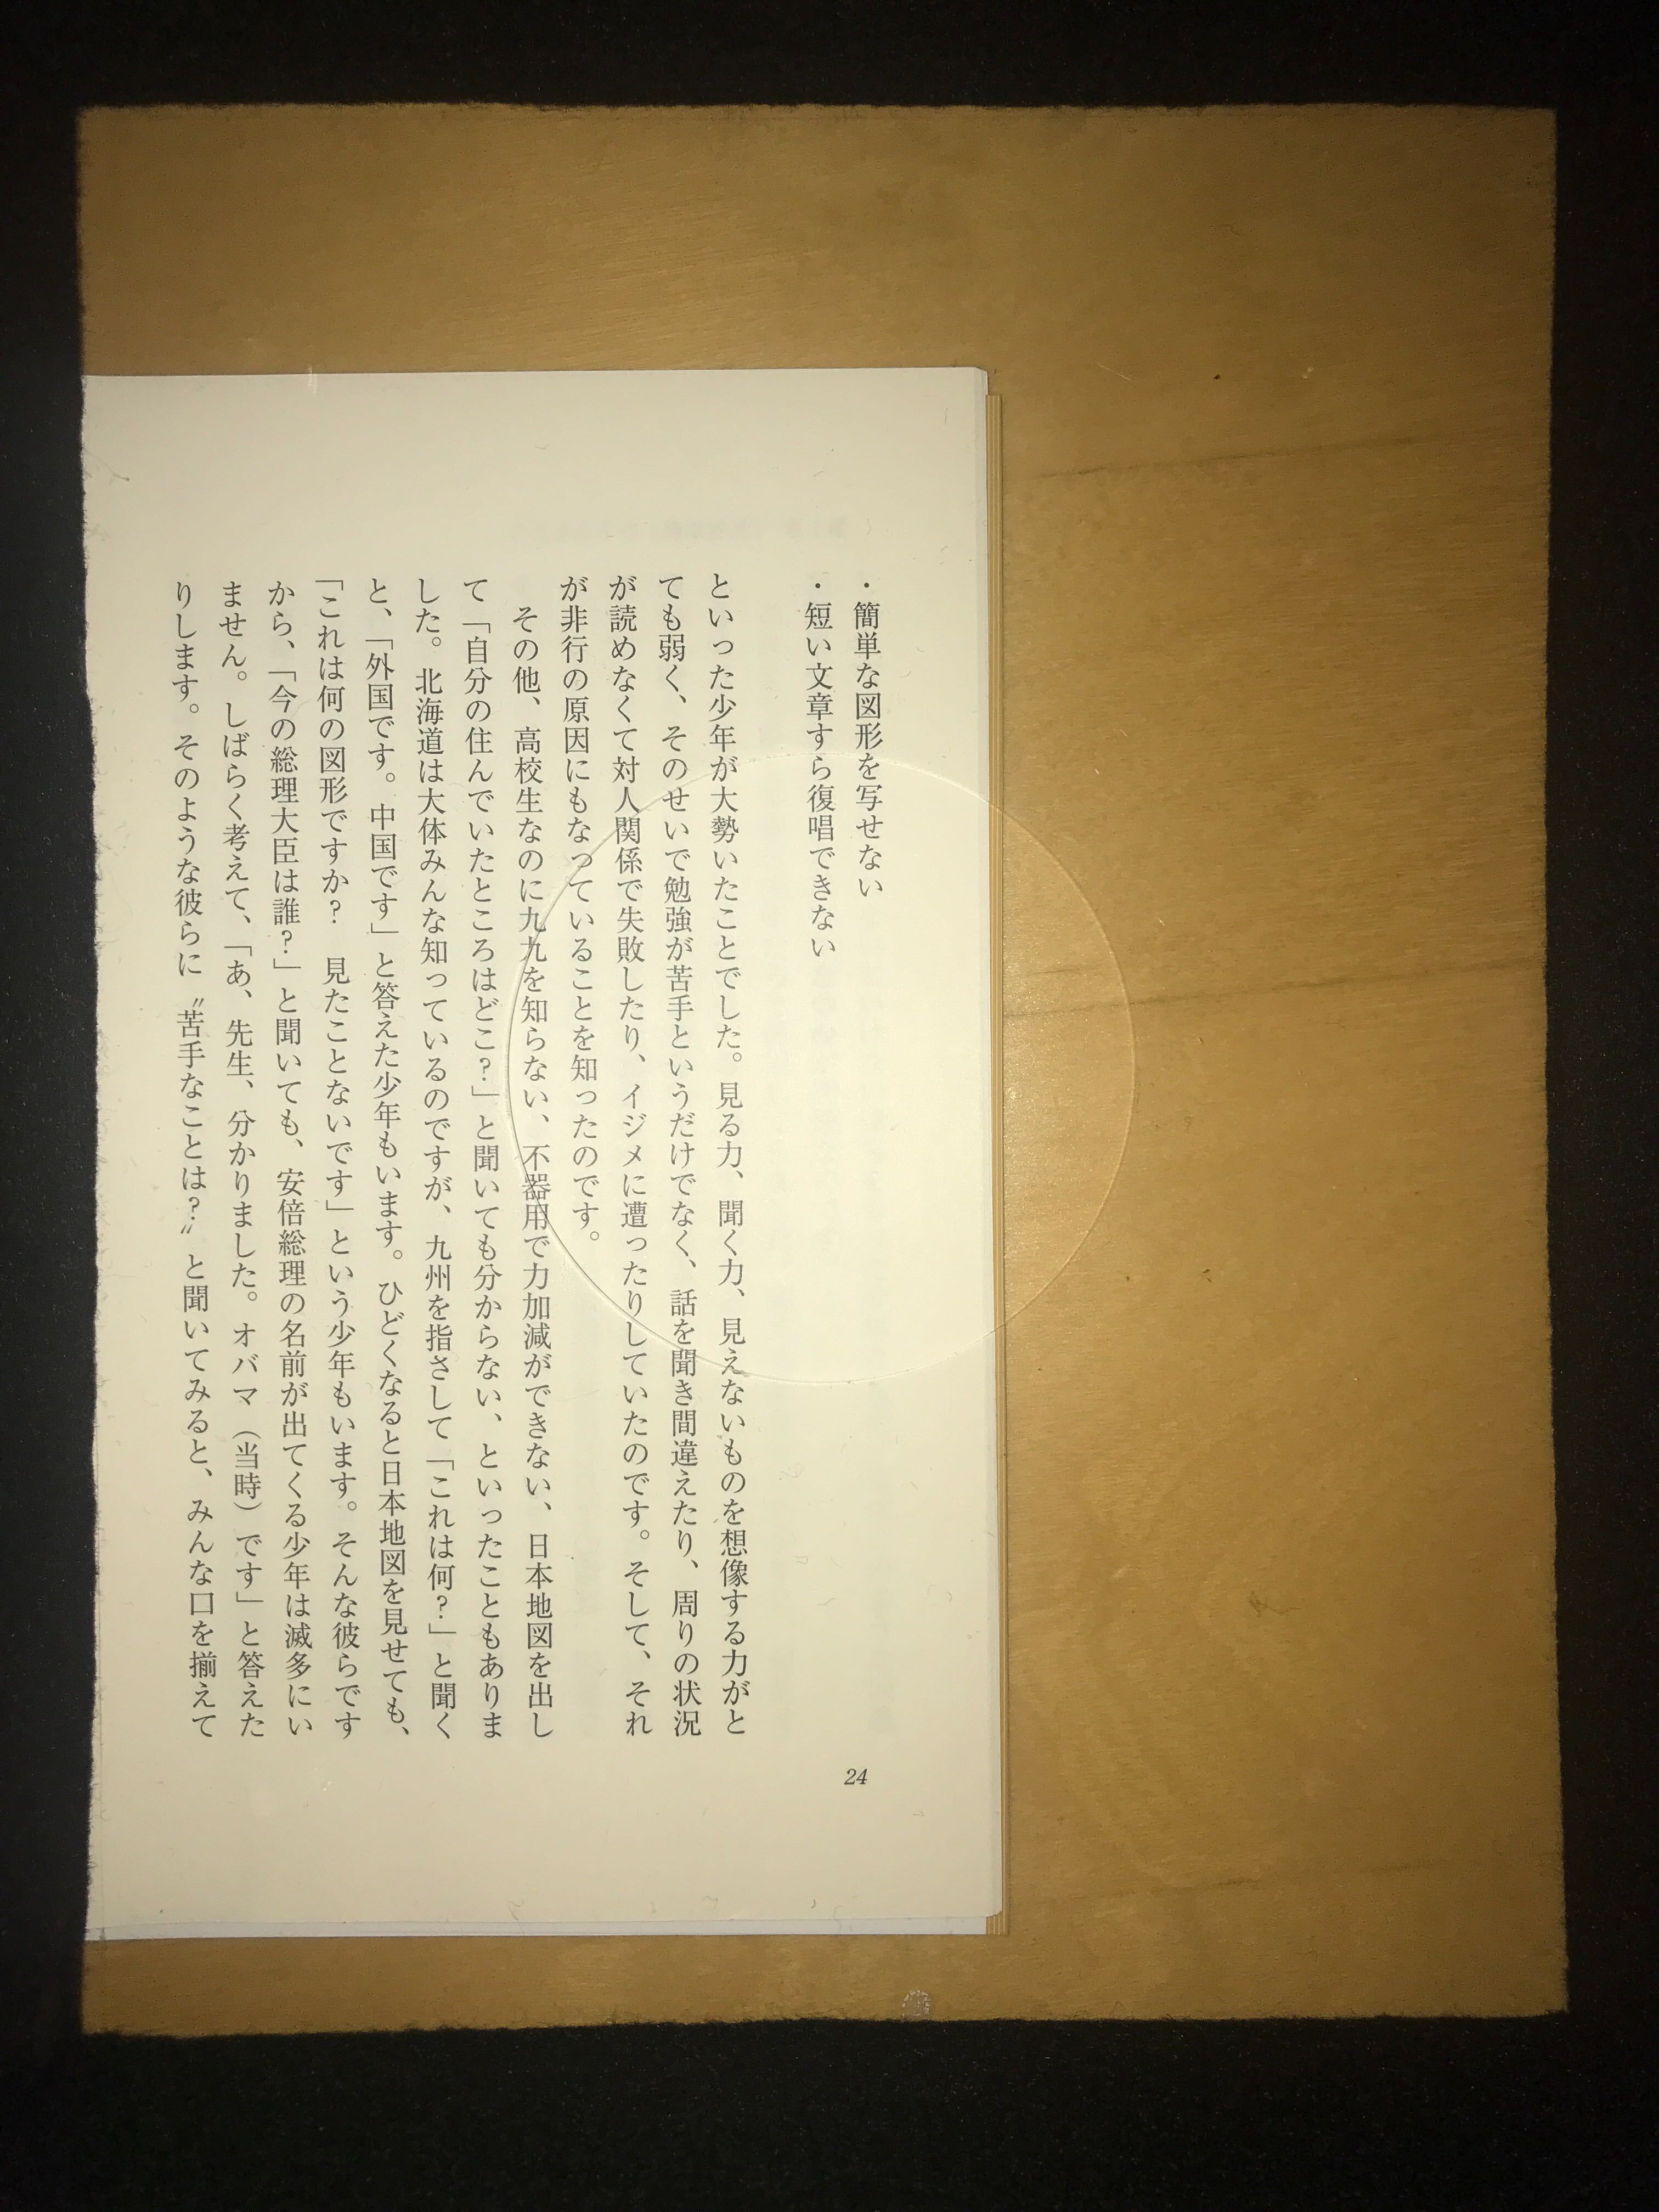 ・簡単な図形を写せない
・短い文章すら復唱できない
といった少年が大勢いたことでした。見る力、聞く力、見えないものを想像する力がと
ても弱く、そのせいで勉強が苦手というだけでなく、話を聞き間違えたり、周りの状況
が読めなくて対人関係で失敗したり、イジメに遭ったりしていたのです。そして、それ
が非行の原因にもなっていることを知ったのです。
　その他、高校生なのに九九を知らない、不器用で力加減ができない、日本地図を出し
て「自分の住んでいたところはどこ？」と聞いても分からない、といったこともありま
した。北海道は大体みんな知っているのですが、九州を指さして「これは何？」と聞く
と、「外国です。中国です」と答えた少年もいます。ひどくなると日本地図を見せても、
「これは何の図形ですか？　見たことないです」という少年もいます。そんな彼らです
から、「今の総理大臣は誰？」と聞いても、安倍総理の名前が出てくる少年は滅多にい
ません。しばらく考えて、「あ、先生、分かりました。オバマ（当時）です」と答えた
りします。そのような彼らに〝苦手なことは？〟と聞いてみると、みんな口を揃えて
24